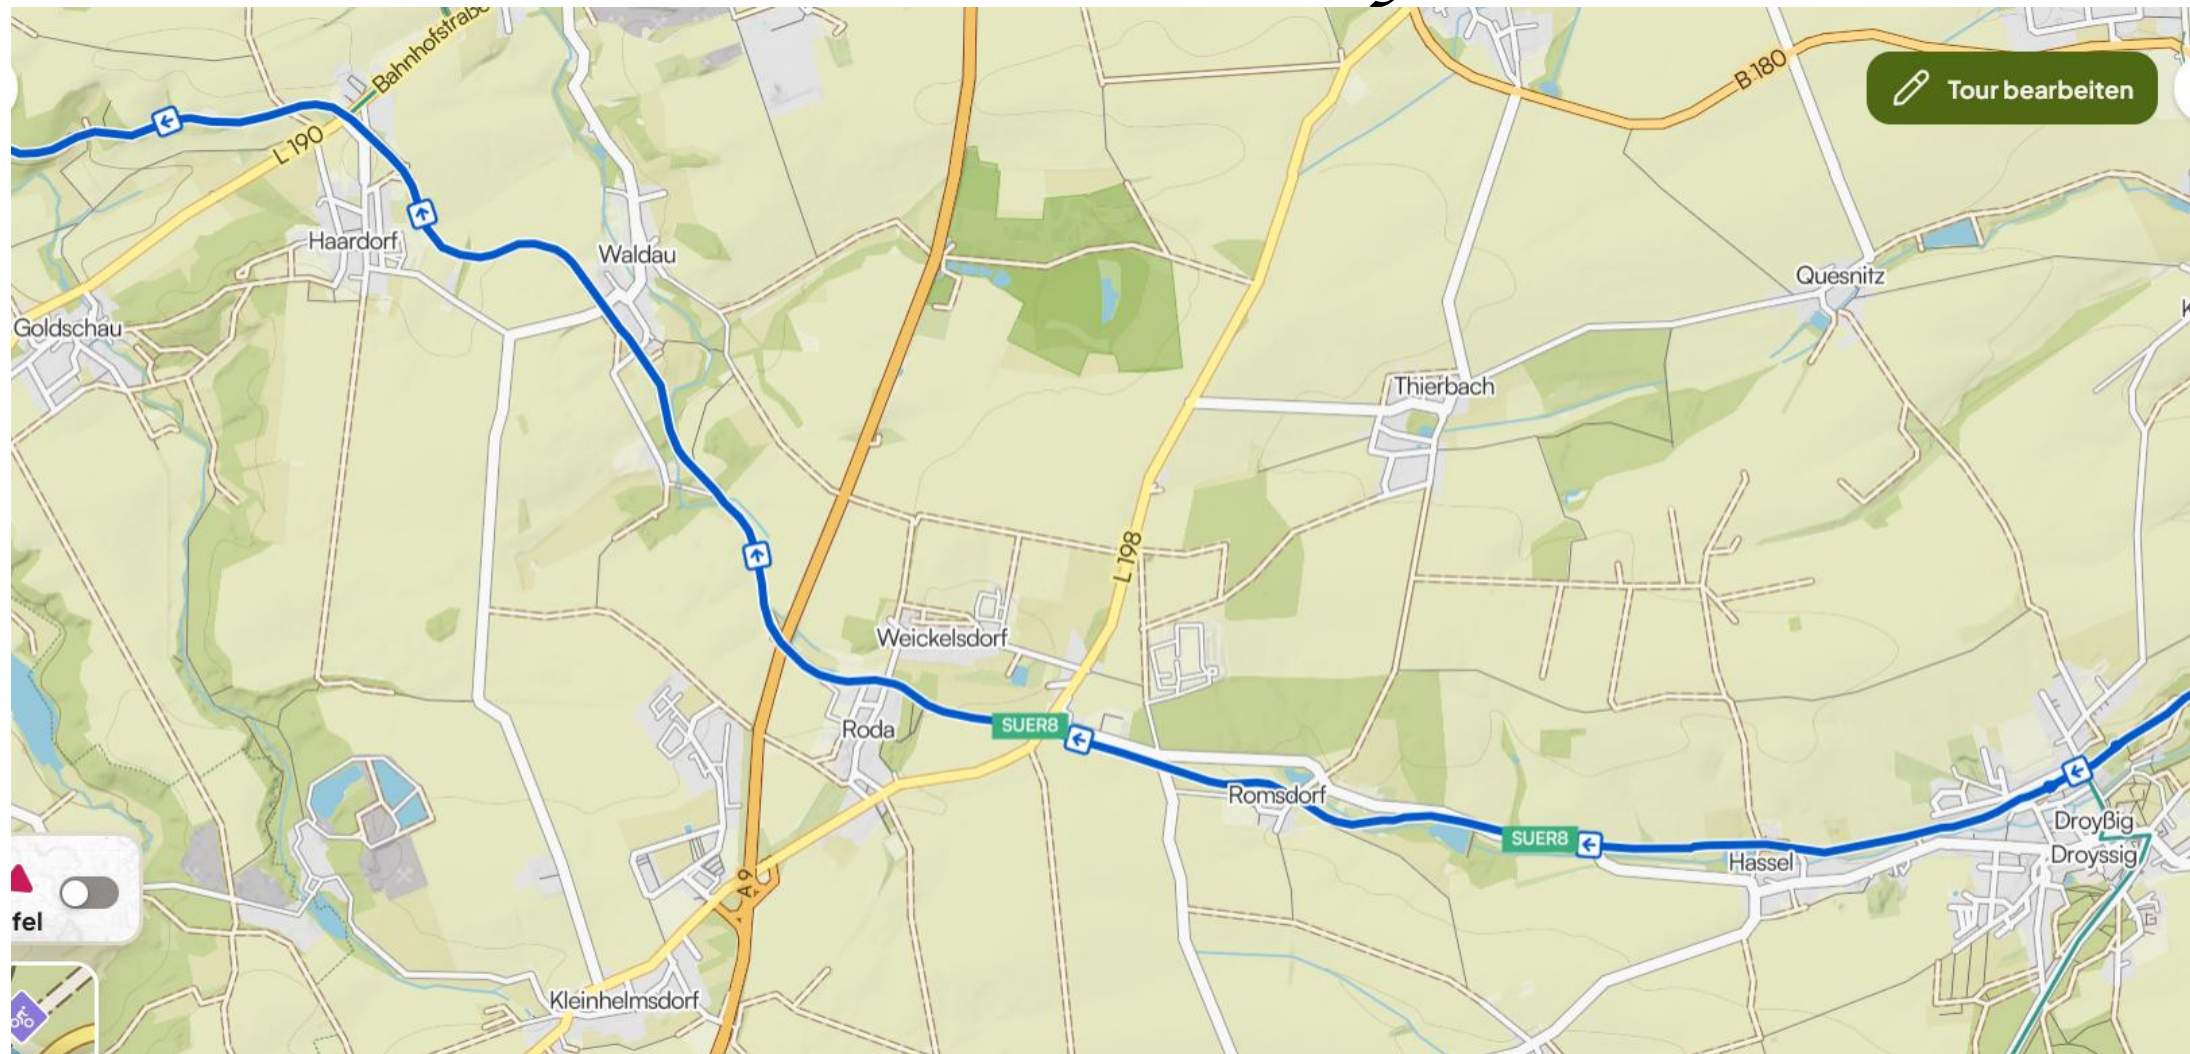 Bahnhofstraße
B 180
Tour bearbeiten
L 190
Haardorf
Waldau
Quesnitz
Goldschau
Thierbach
L 198
Weickelsdorf
Roda
SUER8
Romsdorf
SUER8
Droyßig
Droyssig
Hassel
A 9
fel
Kleinhelmsdorf